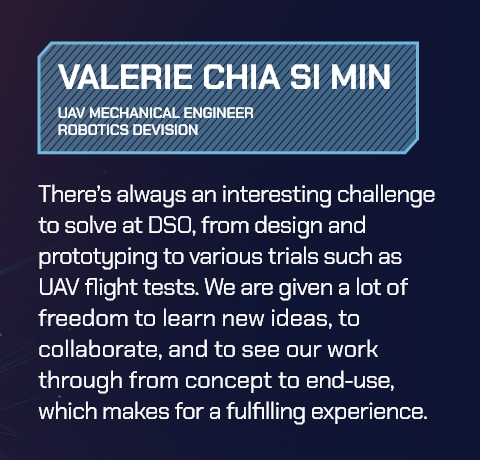 VALERIE CHIA SI MIN
UAV MECHANICAL ENGINEER
ROBOTICS DEVISION
There's always an interesting challenge
to solve at DSO, from design and
prototyping to various trials such as
UAV flight tests. We are given a lot of
freedom to learn new ideas, to
collaborate, and to see our work
through from concept to end-use,
which makes for a fulfilling experience.